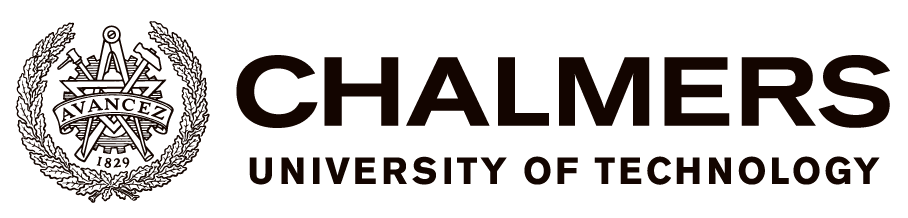 AVANCEZ
1829
CHALMERS
UNIVERSITY OF TECHNOLOGY